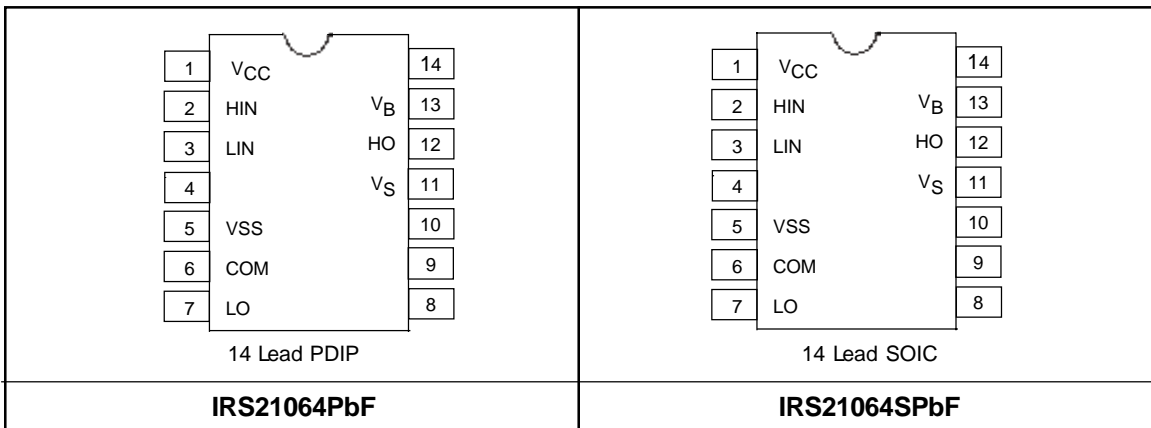 1 VCC 14
2 HIN VB 13
3 LIN HO 12
4 VS 11
5 VSS 10
6 COM 9
7 LO 8
14 Lead PDIP
IRS21064PbF
1 VCC 14
2 HIN VB 13
3 LIN HO 12
4 VS 11
5 VSS 10
6 COM 9
7 LO 8
14 Lead SOIC
IRS21064SPbF